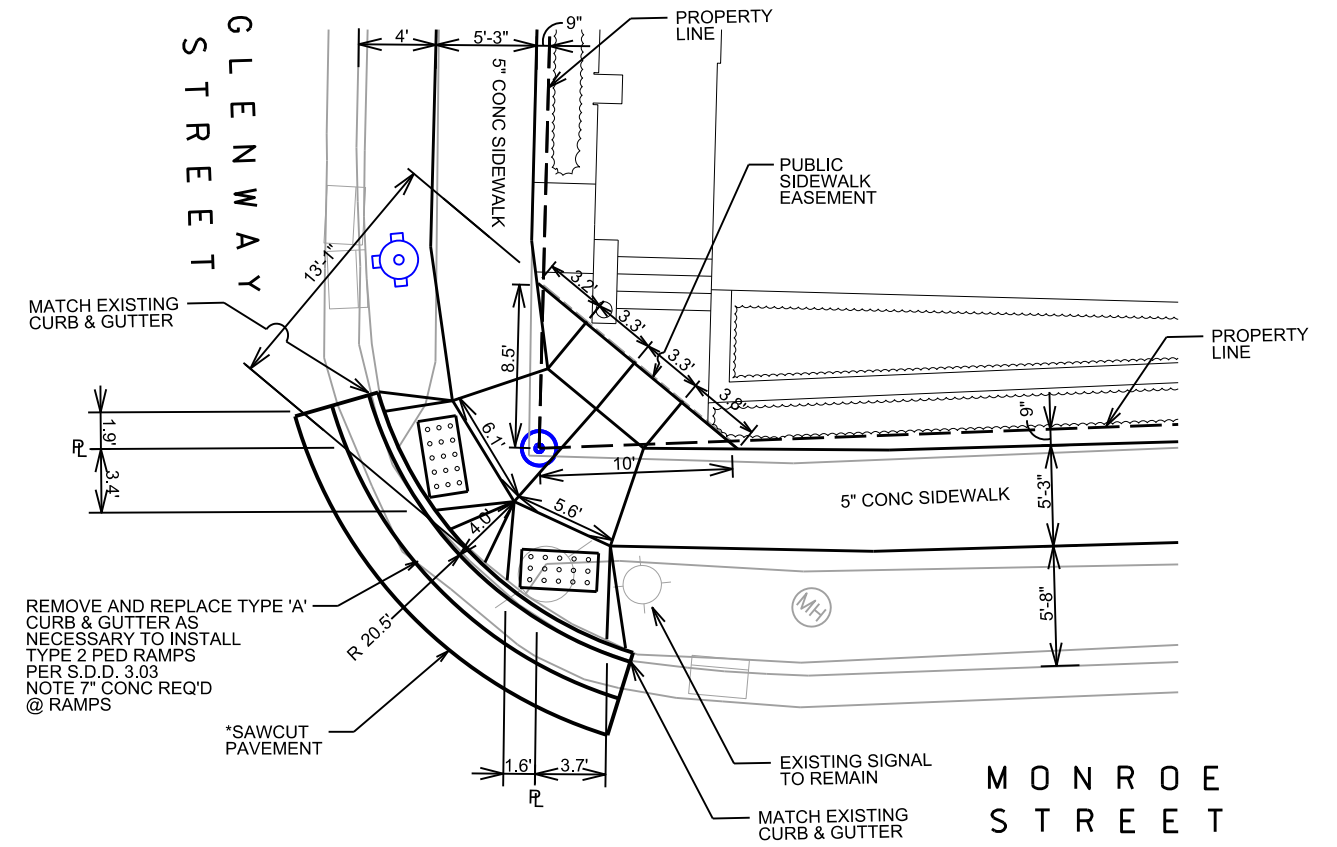 GLENWAY
STREET
4'
5'-3"
9"
PROPERTY
LINE
5" CONC SIDEWALK
PUBLIC
SIDEWALK
EASEMENT
13'-1"
MATCH EXISTING
CURB & GUTTER
3.2'
3.3'
3.3'
3.8'
8.5'
PROPERTY
LINE
9"
1.9'
PL
3.4'
6.1'
10'
5" CONC SIDEWALK
5'-3"
5.6'
4.0'
5'-8"
MH
REMOVE AND REPLACE TYPE 'A'
CURB & GUTTER AS
NECESSARY TO INSTALL
TYPE 2 PED RAMPS
PER S.D.D. 3.03
NOTE 7" CONC REQ'D
@ RAMPS
R 20.5'
*SAWCUT
PAVEMENT
1.6'
3.7'
PL
EXISTING SIGNAL
TO REMAIN
MATCH EXISTING
CURB & GUTTER
MONROE
STREET